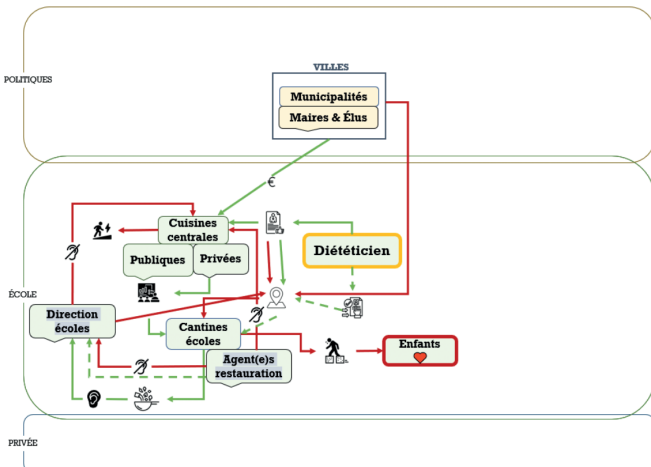 POLITIQUES
VILLES
Municipalités
Maires & Élus
€
Cuisines
centrales
Publiques
Privées
Diététicien
ÉCOLE
Direction
écoles
Cantines
écoles
Agent(e)s
restauration
Enfants
PRIVÉE